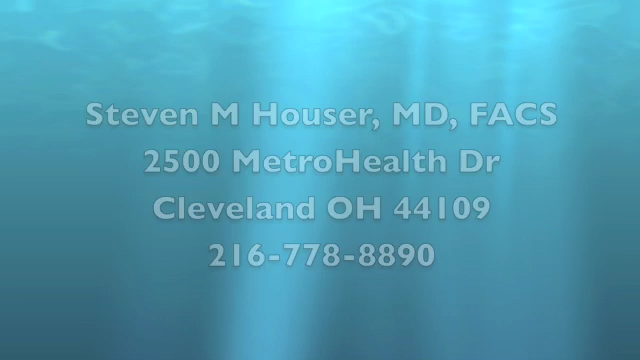 Steven M Houser, MD, FACS
2500 MetroHealth Dr
Cleveland OH 44109
216-778-8890